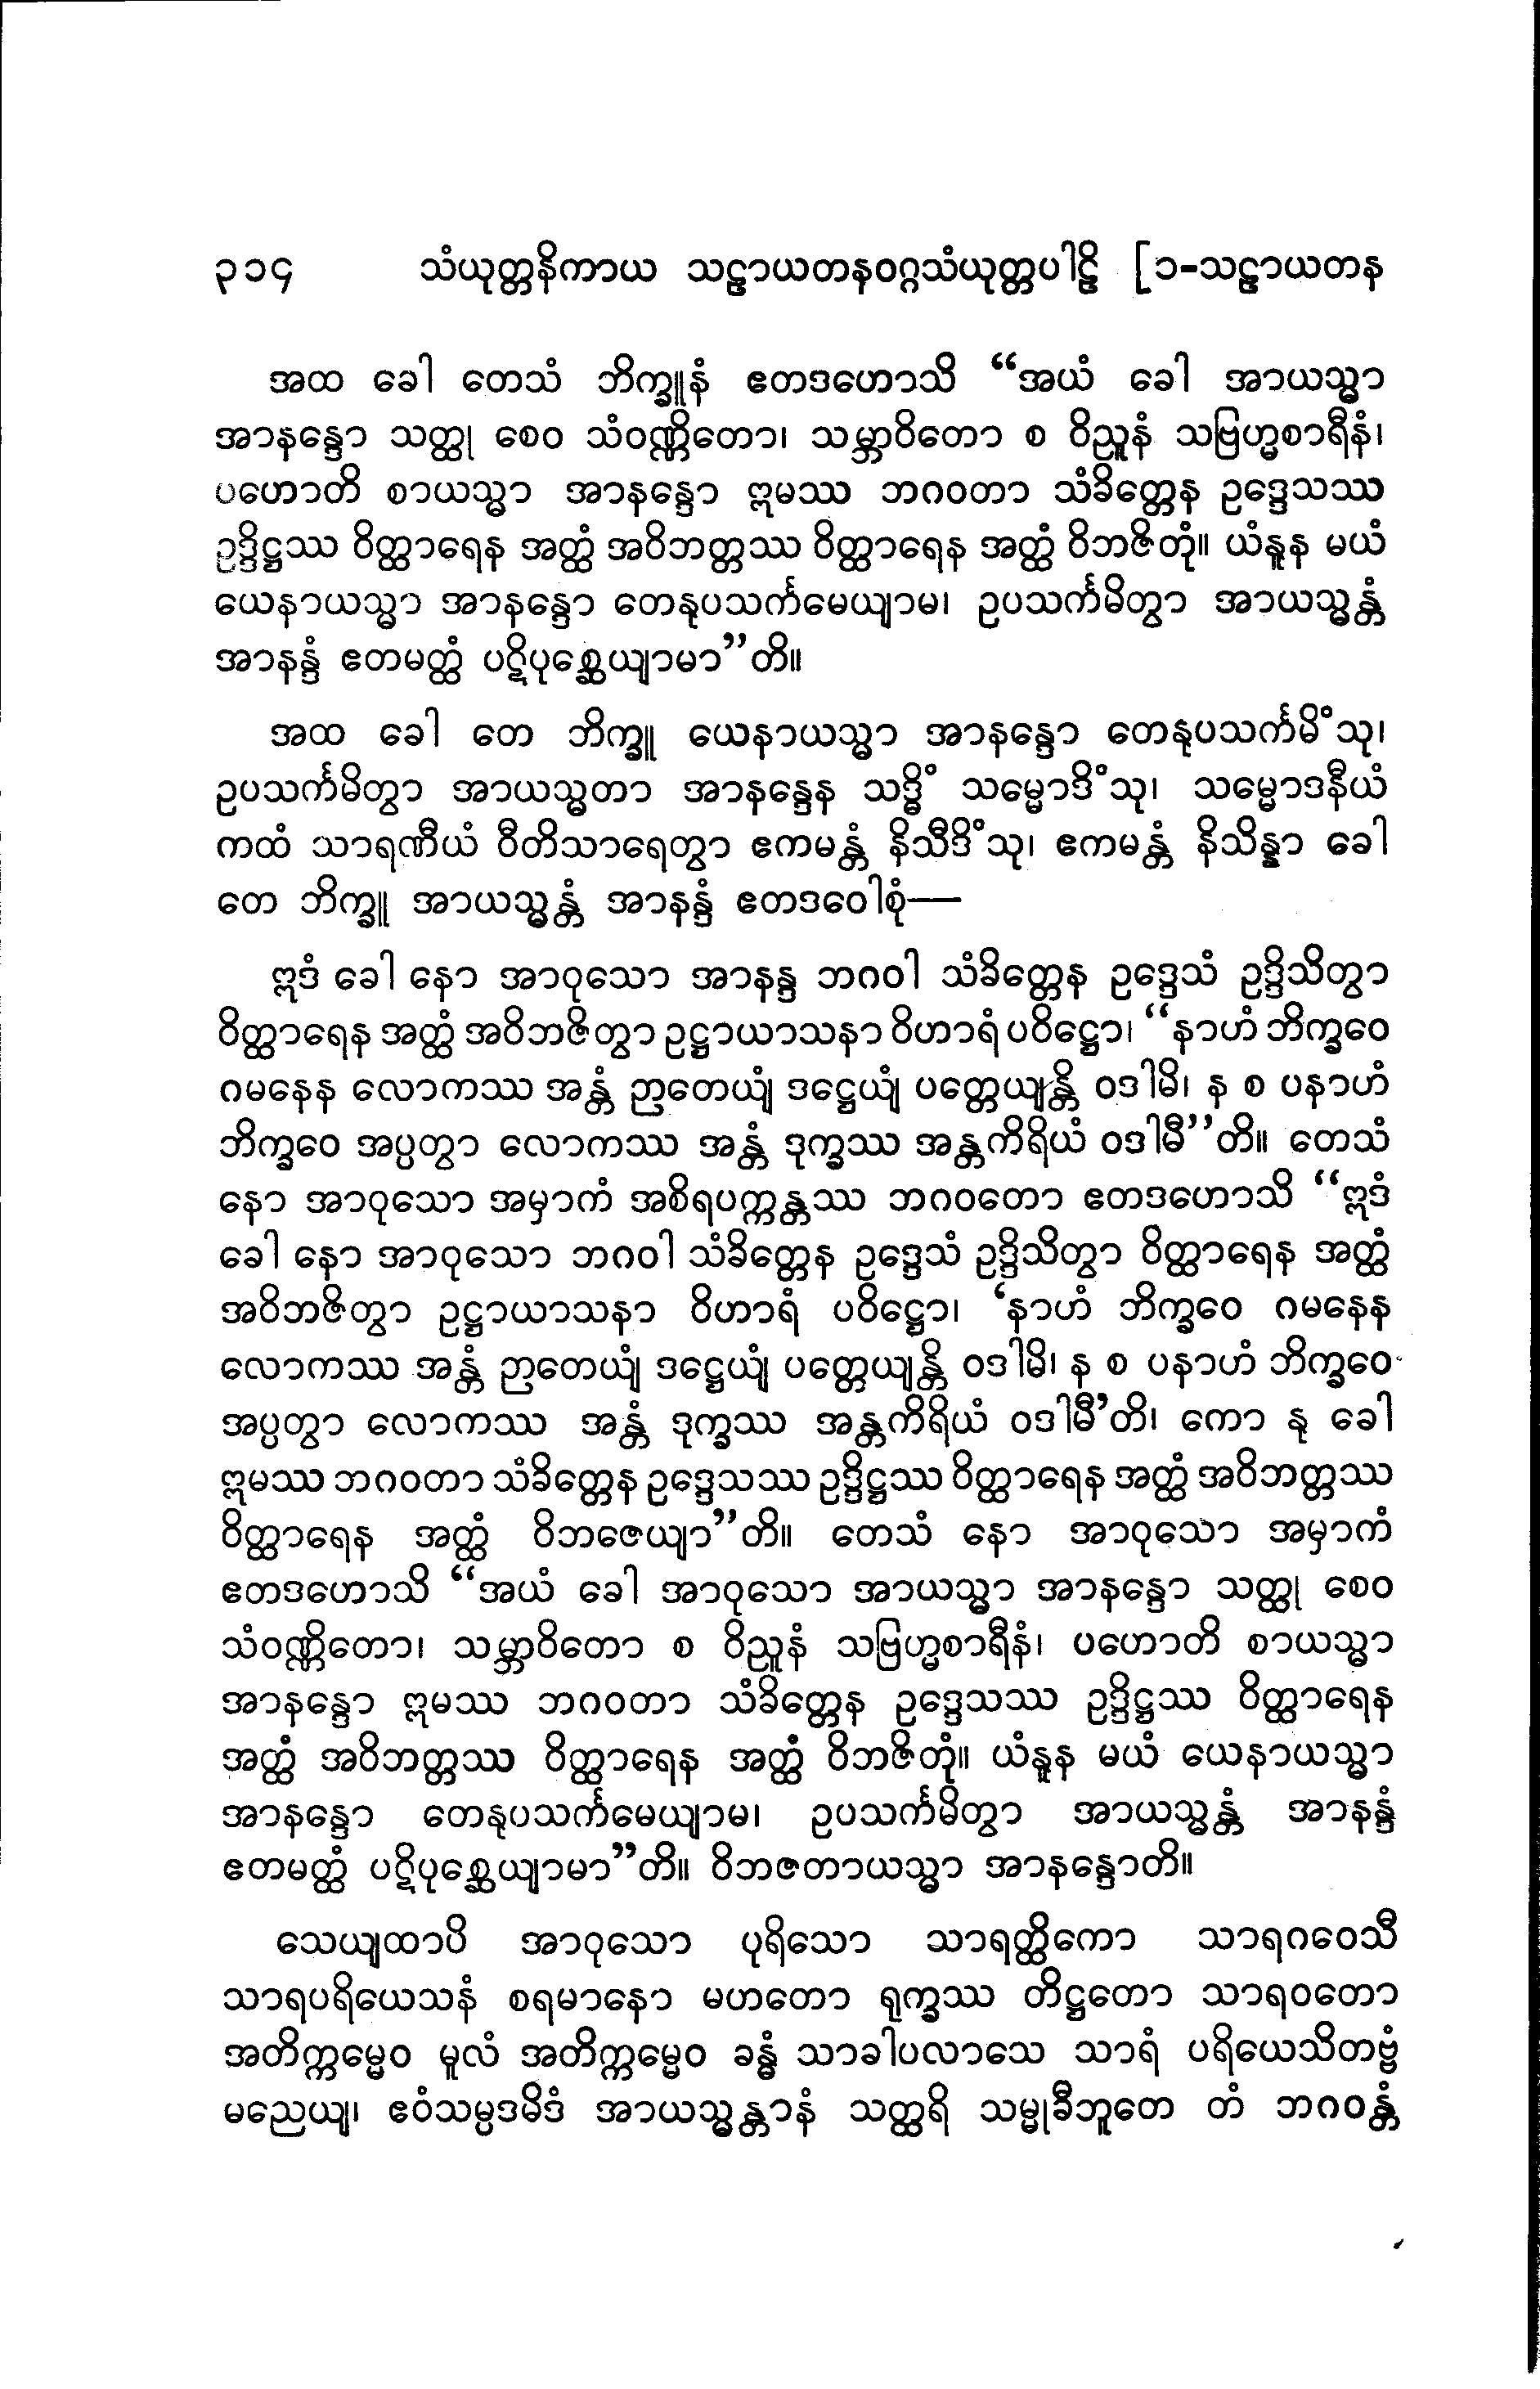 ၃၁၄ သံယုတ္တနိကာယ သဠာယတနဝဂ္ဂသံယုတ္တပါဠိ [၁-သဠာယတန
အထ ခေါ တေသံ ဘိက္ခူနံ ဧတဒဟောသိ “အယံ ခေါ အာယသ္မာ
အာနန္ဒော သတ္ထု စေဝ သံဝဏ္ဏိတော၊ သမ္ဘာဝိတော စ ဝိညူနံ သဗြဟ္မစာရီနံ၊
ပဟောတိ စာယသ္မာ အာနန္ဒော ဣမဿ ဘဂဝတာ သံခိတ္တေန ဥဒ္ဒေသဿ
ဥဒ္ဒိဋ္ဌဿ ဝိတ္ထာရေန အတ္ထံ အဝိဘတ္တဿ ဝိတ္ထာရေန အတ္ထံ ဝိဘဇိတုံ။ ယံနူန မယံ
ယေနာယသ္မာ အာနန္ဒော တေနုပသင်္ကမေယျာမ၊ ဥပသင်္ကမိတွာ အာယသ္မန္တံ
အာနန္ဒံ ဧတမတ္ထံ ပဋိပုစ္ဆေယျာမာ”တိ။
အထ ခေါ တေ ဘိက္ခူ ယေနာယသ္မာ အာနန္ဒော တေနုပသင်္ကမိံသု၊
ဥပသင်္ကမိတွာ အာယသ္မတာ အာနန္ဒေန သဒ္ဓိံ သမ္မောဒိံသု၊ သမ္မောဒနီယံ
ကထံ သာရဏီယံ ဝီတိသာရေတွာ ဧကမန္တံ နိသီဒိံသု၊ ဧကမန္တံ နိသိန္နာ ခေါ
တေ ဘိက္ခူ အာယသ္မန္တံ အာနန္ဒံ ဧတဒဝေါစုံ—
ဣဒံ ခေါ နော အာဝုသော အာနန္ဒ ဘဂဝါ သံခိတ္တေန ဥဒ္ဒေသံ ဥဒ္ဒိသိတွာ
ဝိတ္ထာရေန အတ္ထံ အဝိဘဇိတွာ ဥဋ္ဌာယာသနာ ဝိဟာရံ ပဝိဋ္ဌော၊ “နာဟံ ဘိက္ခဝေ
ဂမနေန လောကဿ အန္တံ ဉာတေယျံ ဒဋ္ဌေယျံ ပတ္တေယျန္တိ ဝဒါမိ၊ န စ ပနာဟံ
ဘိက္ခဝေ အပ္ပတွာ လောကဿ အန္တံ ဒုက္ခဿ အန္တကိရိယံ ဝဒါမီ”တိ။ တေသံ
နော အာဝုသော အမှာကံ အစိရပက္ကန္တဿ ဘဂဝတော ဧတဒဟောသိ “ဣဒံ
ခေါ နော အာဝုသော ဘဂဝါ သံခိတ္တေန ဥဒ္ဒေသံ ဥဒ္ဒိသိတွာ ဝိတ္ထာရေန အတ္ထံ
အဝိဘဇိတွာ ဥဋ္ဌာယာသနာ ဝိဟာရံ ပဝိဋ္ဌော၊ ‘နာဟံ ဘိက္ခဝေ ဂမနေန
လောကဿ အန္တံ ဉာတေယျံ ဒဋ္ဌေယျံ ပတ္တေယျန္တိ ဝဒါမိ၊ န စ ပနာဟံ ဘိက္ခဝေ
အပ္ပတွာ လောကဿ အန္တံ ဒုက္ခဿ အန္တကိရိယံ ဝဒါမီ’တိ၊ ကော နု ခေါ
ဣမဿ ဘဂဝတာ သံခိတ္တေန ဥဒ္ဒေသဿ ဥဒ္ဒိဋ္ဌဿ ဝိတ္ထာရေန အတ္ထံ အဝိဘတ္တဿ
ဝိတ္ထာရေန အတ္ထံ ဝိဘဇေယျာ”တိ။ တေသံ နော အာဝုသော အမှာကံ
ဧတဒဟောသိ “အယံ ခေါ အာဝုသော အာယသ္မာ အာနန္ဒော သတ္ထု စေဝ
သံဝဏ္ဏိတော၊ သမ္ဘာဝိတော စ ဝိညူနံ သဗြဟ္မစာရီနံ၊ ပဟောတိ စာယသ္မာ
အာနန္ဒော ဣမဿ ဘဂဝတာ သံခိတ္တေန ဥဒ္ဒေသဿ ဥဒ္ဒိဋ္ဌဿ ဝိတ္ထာရေန
အတ္ထံ အဝိဘတ္တဿ ဝိတ္ထာရေန အတ္ထံ ဝိဘဇိတုံ။ ယံနူန မယံ ယေနာယသ္မာ
အာနန္ဒော တေနုပသင်္ကမေယျာမ၊ ဥပသင်္ကမိတွာ အာယသ္မန္တံ အာနန္ဒံ
ဧတမတ္ထံ ပဋိပုစ္ဆေယျာမာ”တိ။ ဝိဘဇတာယသ္မာ အာနန္ဒောတိ။
သေယျထာပိ အာဝုသော ပုရိသော သာရတ္ထိကော သာရဂဝေသီ
သာရပရိယေသနံ စရမာနော မဟတော ရုက္ခဿ တိဋ္ဌတော သာရဝတော
အတိက္ကမ္မေဝ မူလံ အတိက္ကမ္မေဝ ခန္ဓံ သာခါပလာသေ သာရံ ပရိယေသိတဗ္ဗံ
မညေယျ၊ ဧဝံသမ္ပဒမိဒံ အာယသ္မန္တာနံ သတ္ထရိ သမ္မုခီဘူတေ တံ ဘဂဝန္တံ